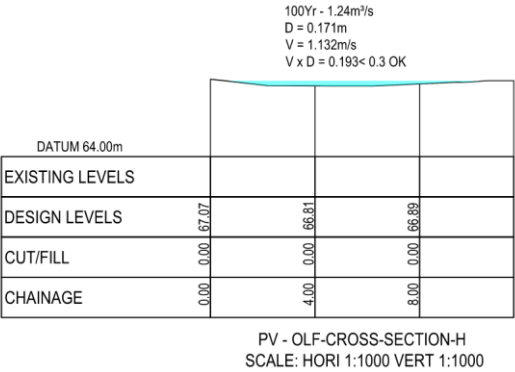 100Yr - 1.24m³/s
D = 0.171m
V = 1.132m/s
V x D = 0.193< 0.3 OK
DATUM 64.00m
EXISTING LEVELS
DESIGN LEVELS 67.07 66.81 66.89
CUT/FILL 0.00 0.00 0.00
CHAINAGE 0.00 4.00 8.00
PV - OLF-CROSS-SECTION-H
SCALE: HORI 1:1000 VERT 1:1000